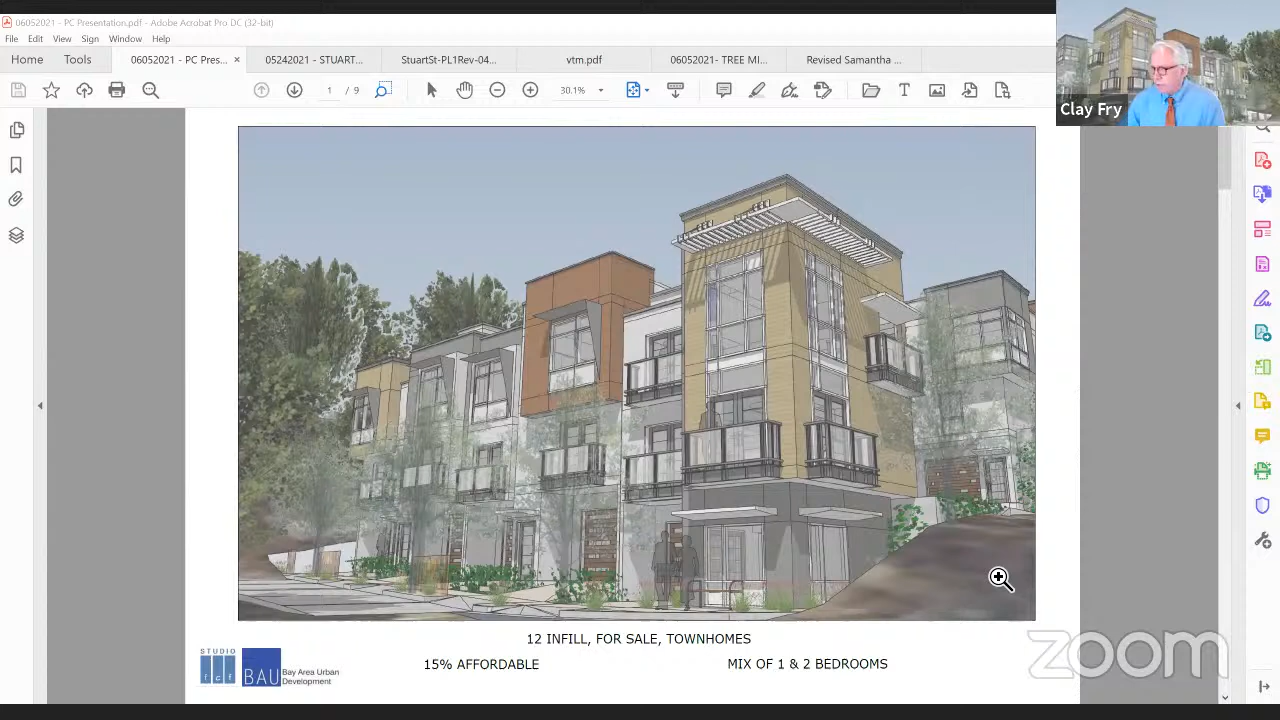 06052021 - PC Presentation.pdf - Adobe Acrobat Pro DC (32-bit)
File Edit View Sign Window Help
Home Tools 06052021 - PC Pres... × 05242021 - STUART... StuartSt-PL1Rev-04... vtm.pdf 06052021- TREE MI... Revised Samantha ...
1 / 9 30.1%
Clay Fry
12 INFILL, FOR SALE, TOWNHOMES
15% AFFORDABLE MIX OF 1 & 2 BEDROOMS
STUDIO
fcf
BAU Bay Area Urban
Development
zoom